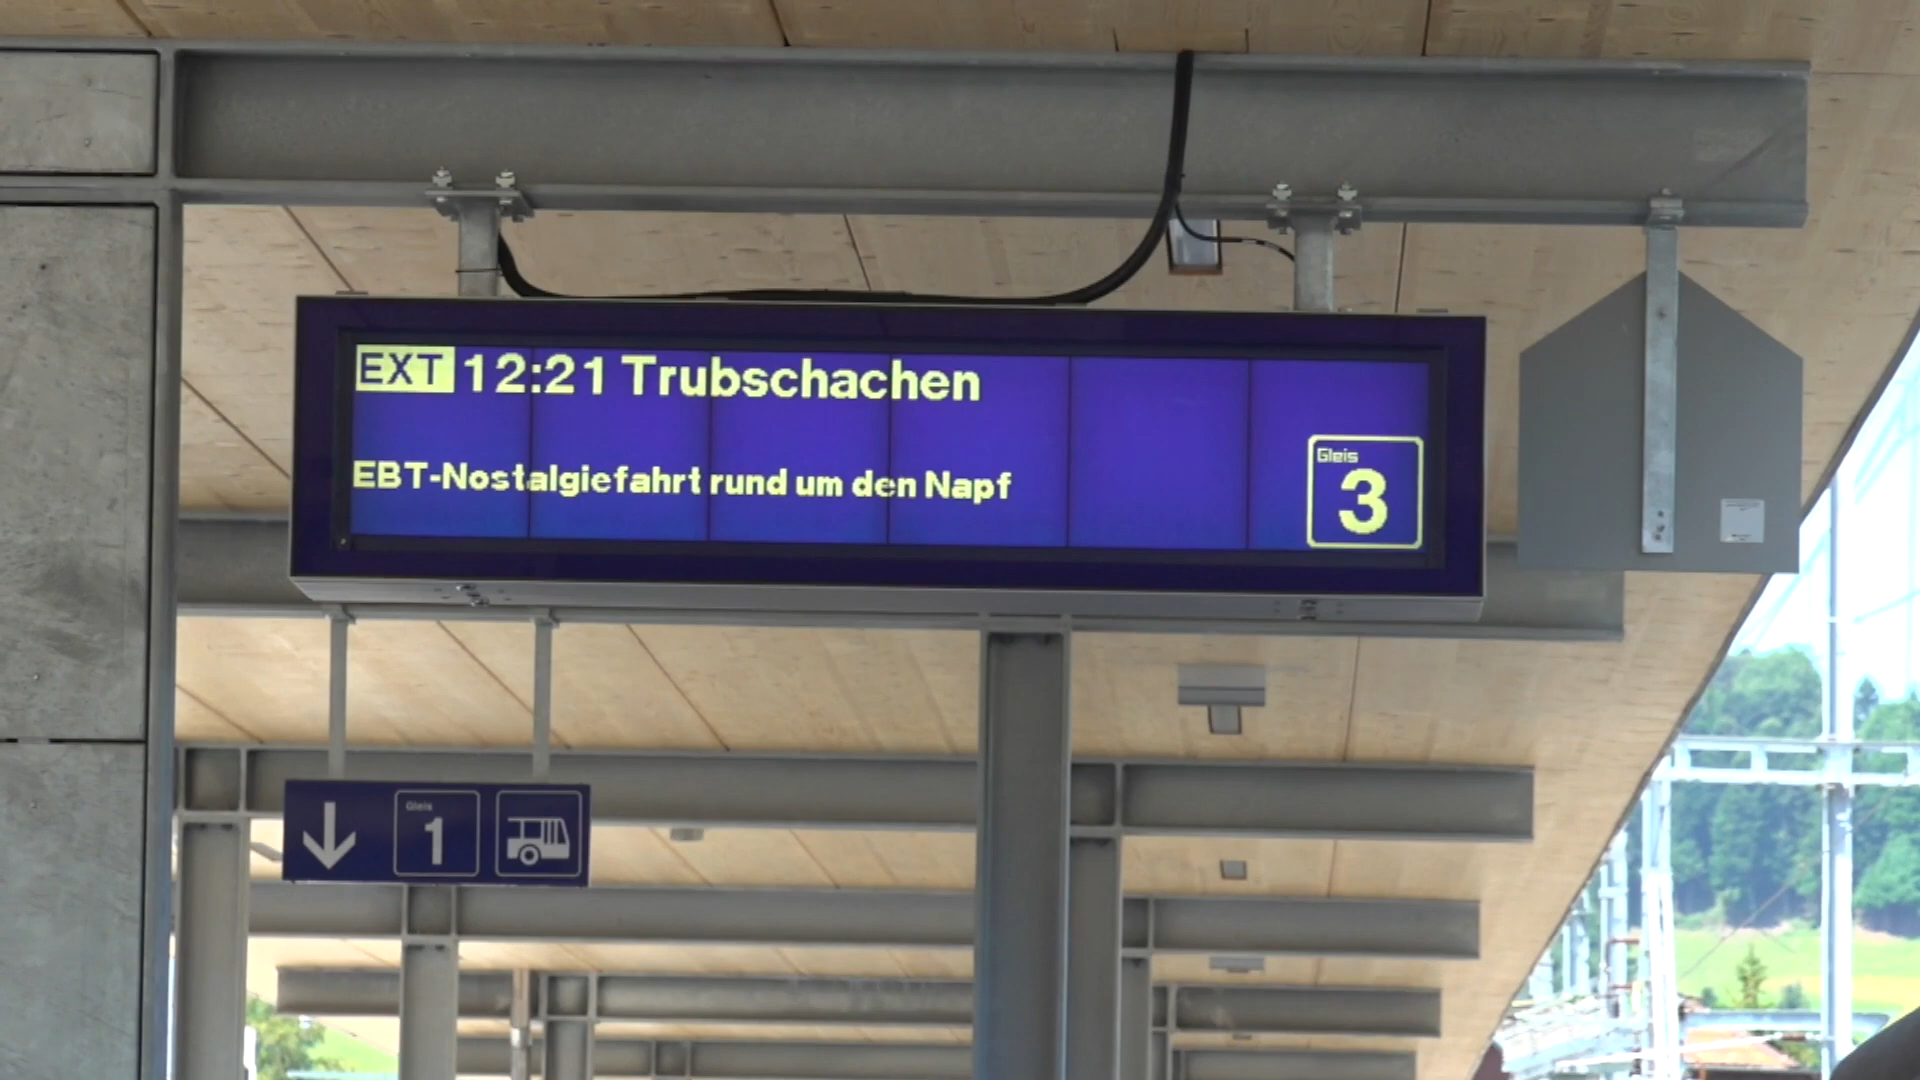 EXT 12:21 Trubschachen
EBT-Nostalgiefahrt rund um den Napf
Gleis
3
Gleis
1